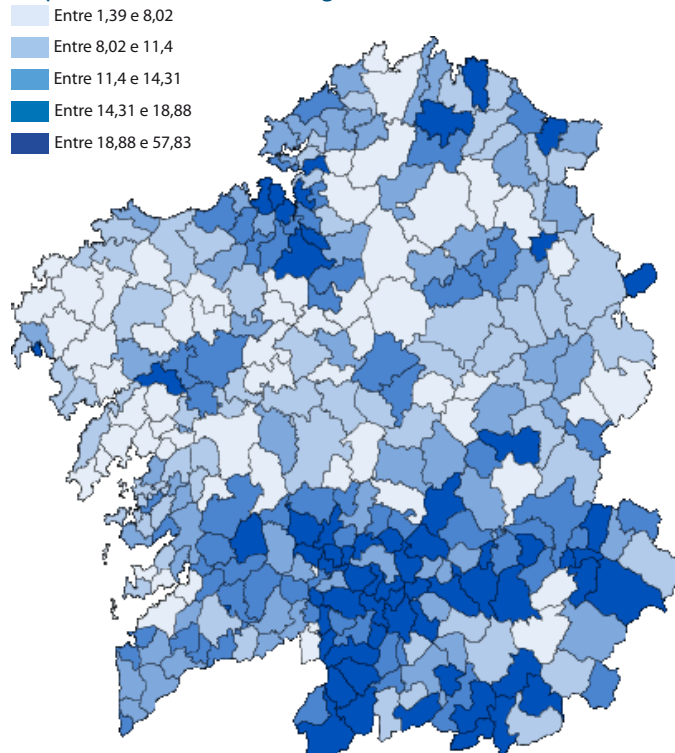 Entre 1,39 e 8,02
Entre 8,02 e 11,4
Entre 11,4 e 14,31
Entre 14,31 e 18,88
Entre 18,88 e 57,83